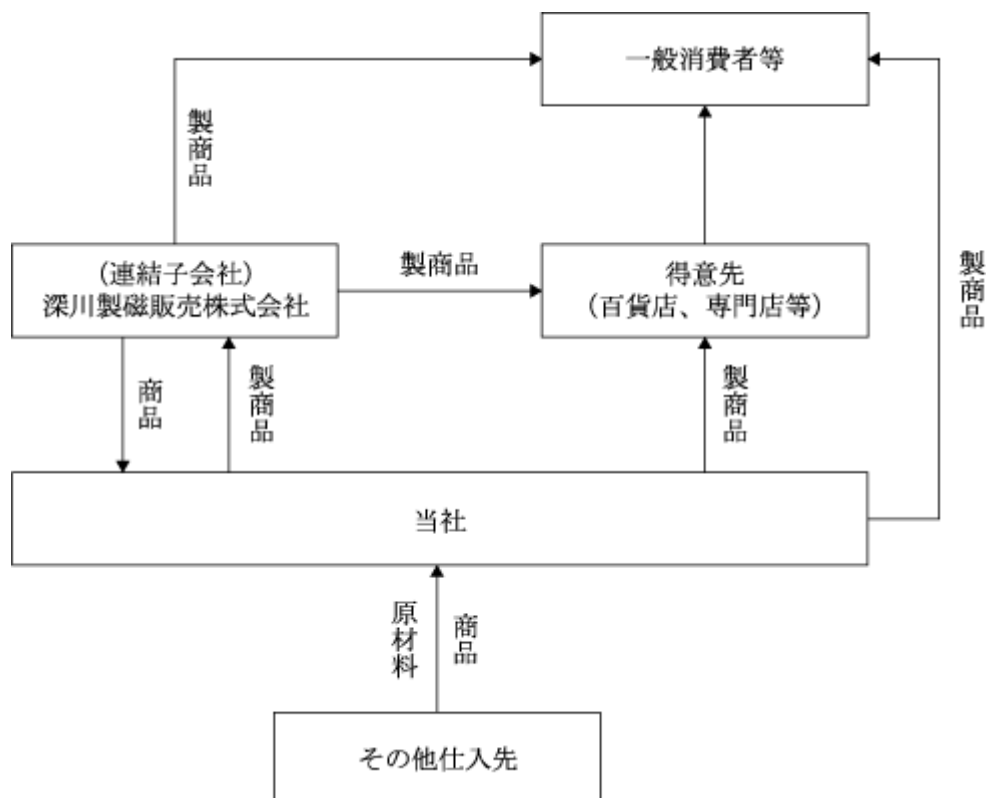 一般消費者等
製商品
(連結子会社)
深川製磁販売株式会社
製商品
得意先
(百貨店、専門店等)
製商品
商品
製商品
製商品
当社
原材料
商品
その他仕入先